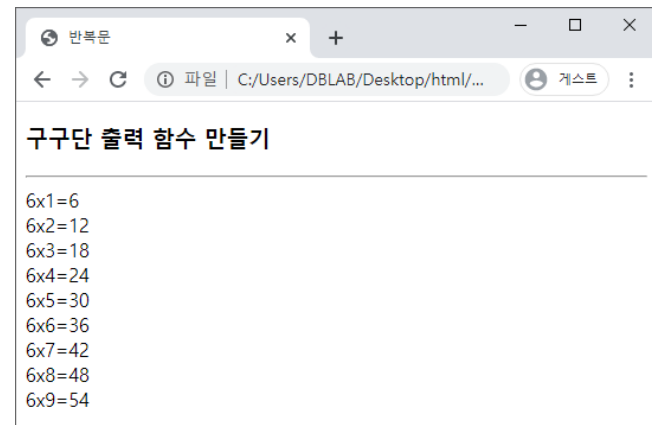 반복문
파일 | C:/Users/DBLAB/Desktop/html/...
게스트
구구단 출력 함수 만들기
6x1=6
6x2=12
6x3=18
6x4=24
6x5=30
6x6=36
6x7=42
6x8=48
6x9=54